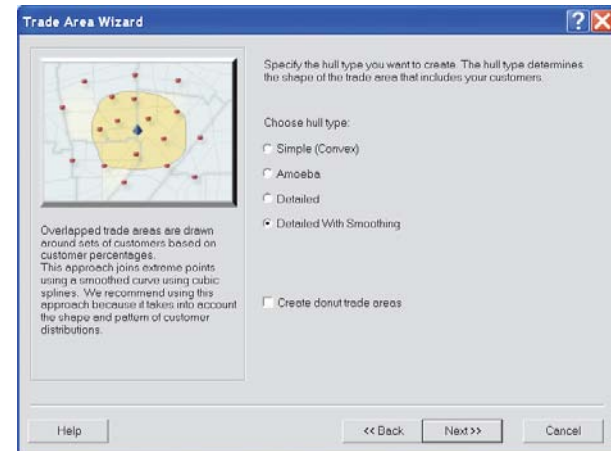 Trade Area Wizard
Specify the hull type you want to create. The hull type determines
the shape of the trade area that includes your customers.
Choose hull type:
Simple (Convex)
Amoeba
Detailed
Detailed With Smoothing
Create donut trade areas
Overlapped trade areas are drawn
around sets of customers based on
customer percentages.
This approach joins extreme points
using a smoothed curve using cubic
splines. We recommend using this
approach because it takes into account
the shape and pattern of customer
distributions.
Help
<< Back
Next >>
Cancel